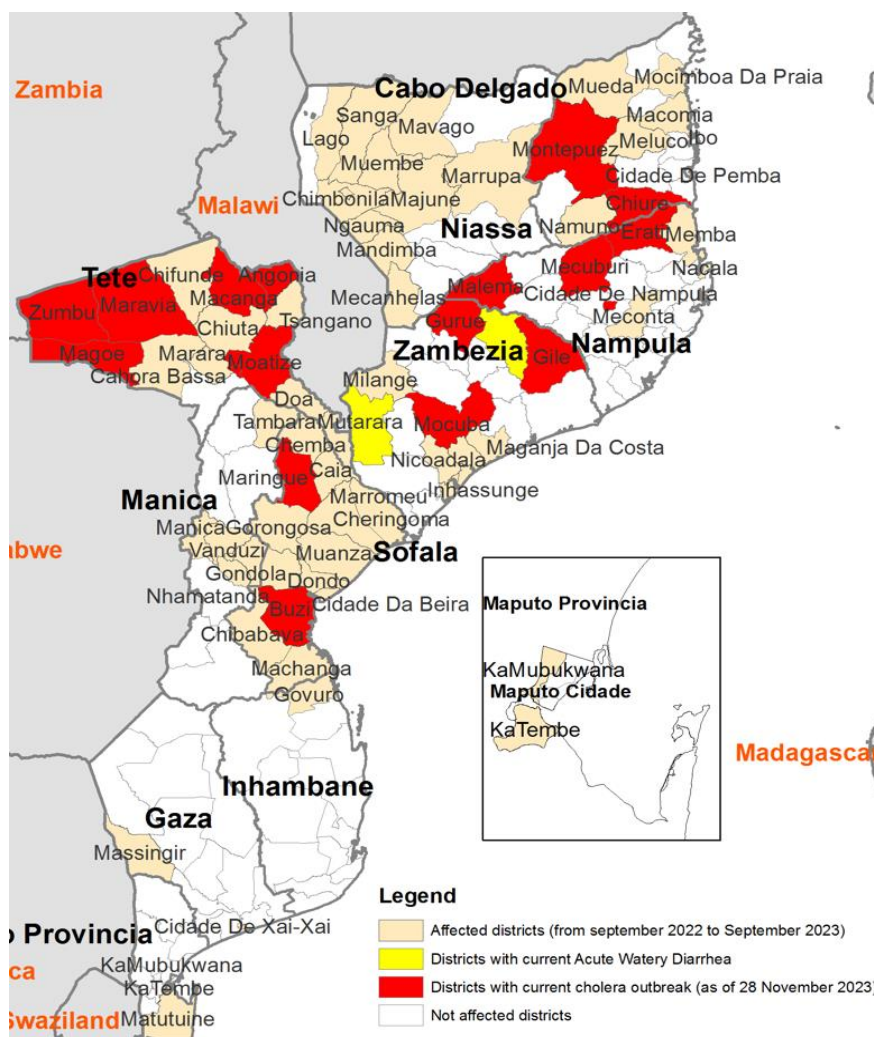 Zambia
Cabo Delgado
Mueda
Mocimboa Da Praia
Sanga
Mavago
Macomia
Lago
Muembe
Montepuez
Meluco
Ibo
Marrupa
Cidade De Pemba
Chimbonila
Majune
Chiure
Malawi
Ngauma
Niassa
Namuno
Erati
Memba
Mandimba
Mecuburi
Nacala
Tete
Chifunde
Angonia
Malema
Zumbu
Maravia
Macanga
Mecanhelas
Cidade De Nampula
Tsangano
Meconta
Chiuta
Gurue
Magoe
Marara
Moatize
Zambezia
Gile
Nampula
Cahora Bassa
Milange
Doa
Tambara
Mutarara
Mocuba
Chemba
Maganja Da Costa
Maringue
Caia
Nicoadala
Manica
Marromeu
Inhassunge
Cheringoma
Manica
Gorongosa
abwe
Vanduzi
Muanza
Sofala
Gondola
Dondo
Nhamatanda
Buzi
Cidade Da Beira
Chibabava
Machanga
Govuro
Maputo Provincia
KaMubukwana
Maputo Cidade
KaTembe
Madagasca
Inhambane
Gaza
Massingir
o Provincia
Cidade De Xai-Xai
KaMubukwana
ca
KaTembe
Swaziland
Matutuine
Legend
Affected districts (from september 2022 to September 2023)
Districts with current Acute Watery Diarrhea
Districts with current cholera outbreak (as of 28 November 2023)
Not affected districts